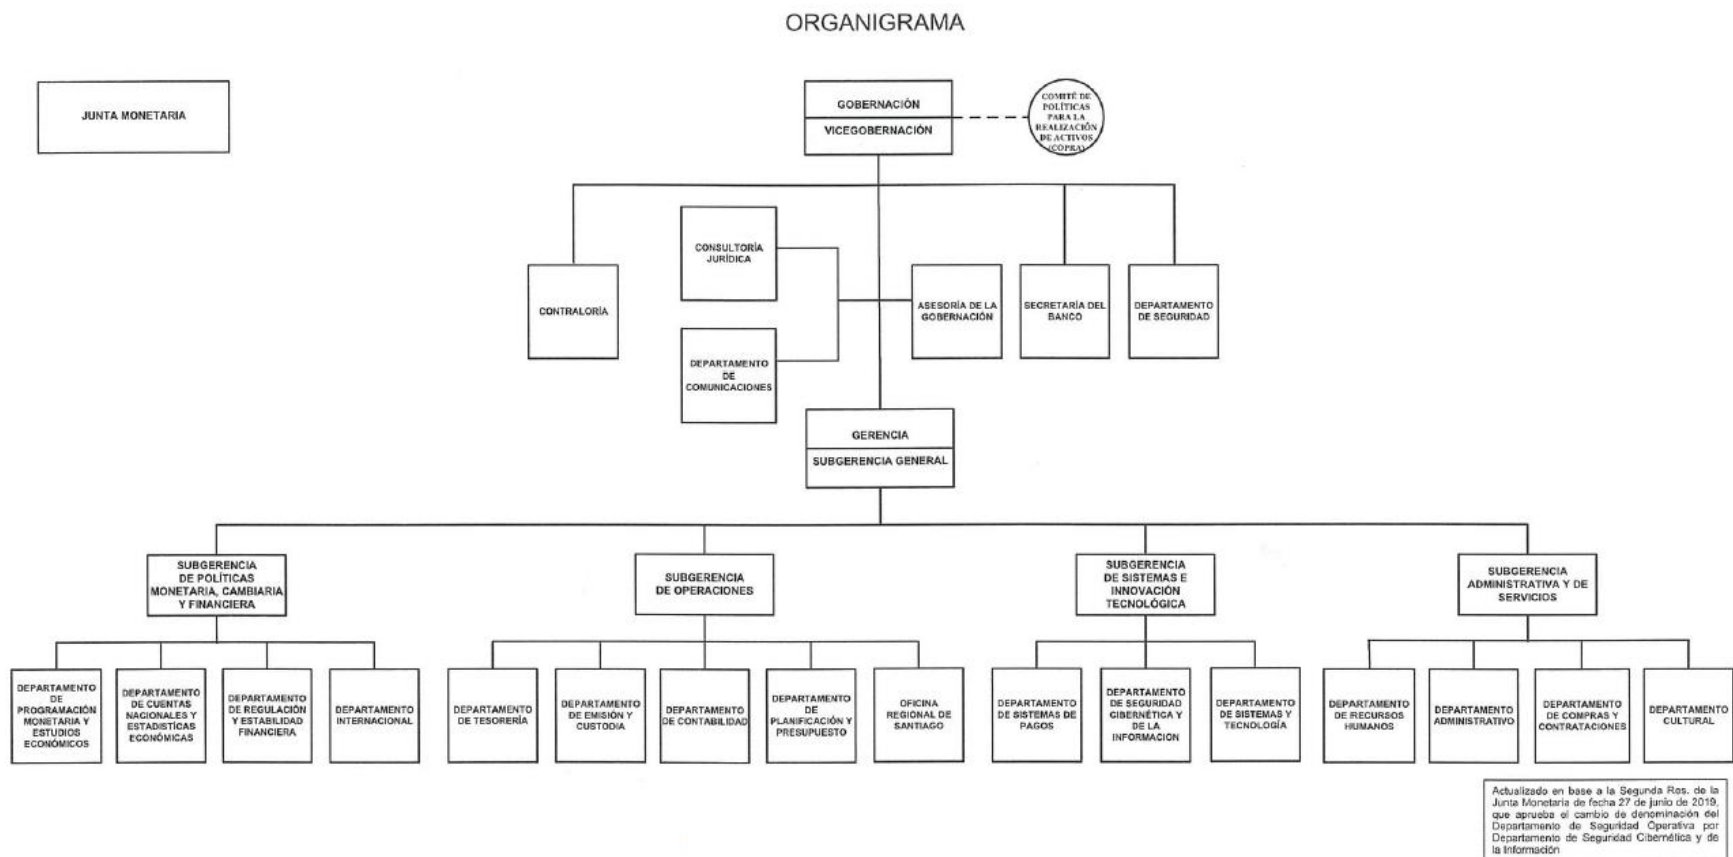 ORGANIGRAMA
JUNTA MONETARIA
GOBERNACIÓN
VICEGOBERNACIÓN
COMITÉ DE
POLÍTICAS
PARA LA
REALIZACIÓN
DE ACTIVOS
(COPRA)
CONSULTORÍA
JURÍDICA
CONTRALORÍA
ASESORÍA DE LA
GOBERNACIÓN
SECRETARÍA DEL
BANCO
DEPARTAMENTO
DE SEGURIDAD
DEPARTAMENTO
DE
COMUNICACIONES
GERENCIA
SUBGERENCIA GENERAL
SUBGERENCIA
DE POLÍTICAS
MONETARIA, CAMBIARIA
Y FINANCIERA
SUBGERENCIA
DE OPERACIONES
SUBGERENCIA
DE SISTEMAS E
INNOVACIÓN
TECNOLÓGICA
SUBGERENCIA
ADMINISTRATIVA Y DE
SERVICIOS
DEPARTAMENTO
DE
PROGRAMACIÓN
MONETARIA Y
ESTUDIOS
ECONÓMICOS
DEPARTAMENTO
DE CUENTAS
NACIONALES Y
ESTADISTÍCAS
ECONÓMICAS
DEPARTAMENTO
DE REGULACIÓN
Y ESTABILIDAD
FINANCIERA
DEPARTAMENTO
INTERNACIONAL
DEPARTAMENTO
DE TESORERÍA
DEPARTAMENTO
DE EMISIÓN Y
CUSTODIA
DEPARTAMENTO
DE CONTABILIDAD
DEPARTAMENTO
DE
PLANIFICACIÓN Y
PRESUPUESTO
OFICINA
REGIONAL DE
SANTIAGO
DEPARTAMENTO
DE SISTEMAS DE
PAGOS
DEPARTAMENTO
DE SEGURIDAD
CIBERNÉTICA Y DE
LA
INFORMACION
DEPARTAMENTO
DE SISTEMAS Y
TECNOLOGÍA
DEPARTAMENTO
DE RECURSOS
HUMANOS
DEPARTAMENTO
ADMINISTRATIVO
DEPARTAMENTO
DE COMPRAS Y
CONTRATACIONES
DEPARTAMENTO
CULTURAL
Actualizado en base a la Segunda Res. de la
Junta Monetaria de fecha 27 de junio de 2019,
que aprueba el cambio de denominación del
Departamento de Seguridad Operativa por
Departamento de Seguridad Cibernética y de
la Información